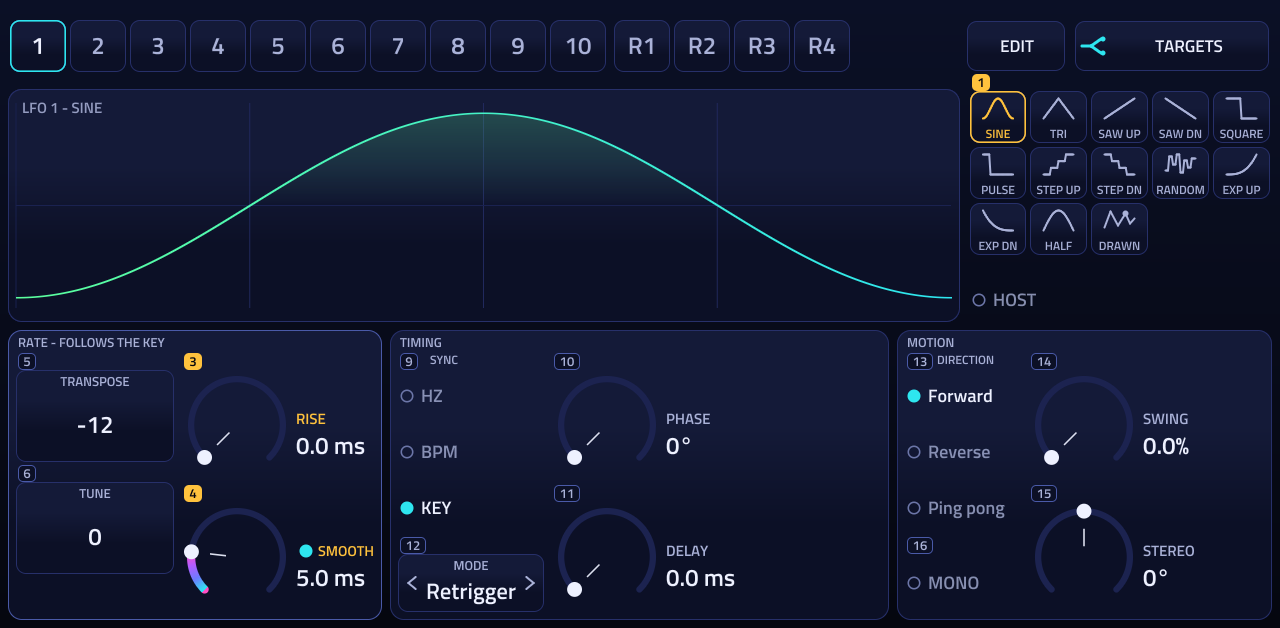 1 2 3 4 5 6 7 8 9 10 R1 R2 R3 R4 EDIT TARGETS
LFO 1 - SINE
1
SINE TRI SAW UP SAW DN SQUARE
PULSE STEP UP STEP DN RANDOM EXP UP
EXP DN HALF DRAWN
HOST
RATE - FOLLOWS THE KEY
5
TRANSPOSE
-12
3
RISE
0.0 ms
6
TUNE
0
4
SMOOTH
5.0 ms
TIMING
9 SYNC
HZ
BPM
KEY
12
MODE
Retrigger
10
PHASE
0°
11
DELAY
0.0 ms
MOTION
13 DIRECTION
Forward
Reverse
Ping pong
16
MONO
14
SWING
0.0%
15
STEREO
0°